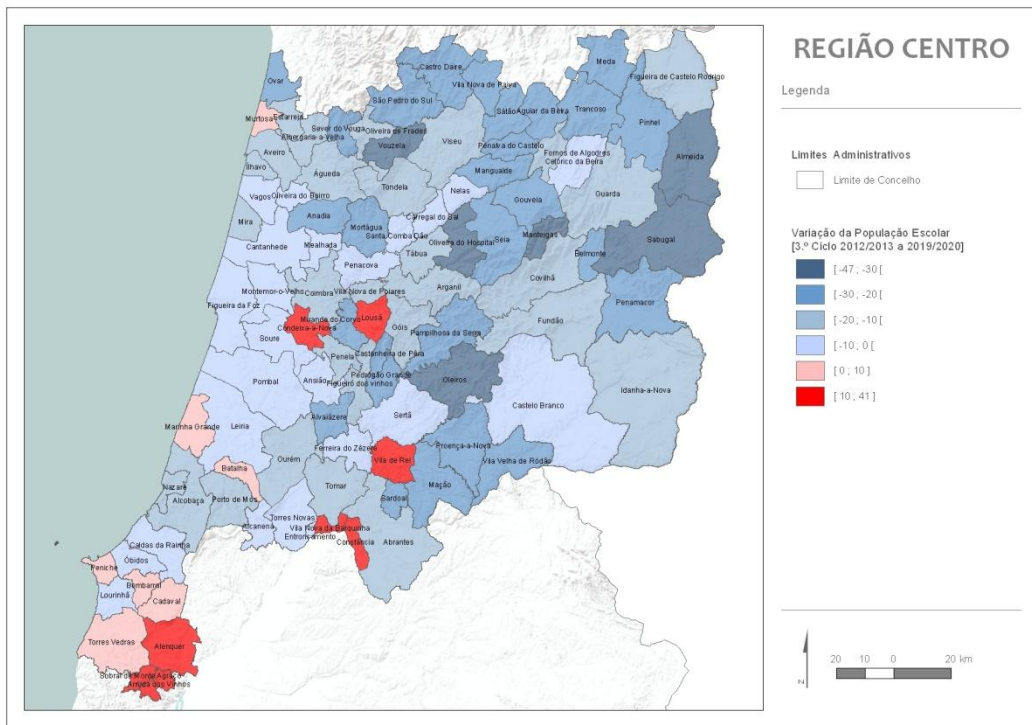 REGIÃO CENTRO
Legenda
Limites Administrativos
Limite de Concelho
Variação da População Escolar
[3.º Ciclo 2012/2013 a 2019/2020]
[ -47 ; -30 [
[ -30 ; -20 [
[ -20 ; -10 [
[ -10 ; 0 [
[ 0 ; 10 [
[ 10 ; 41 ]
20 10 0 20 km
N
Ovar
Castro Daire
Meda
Figueira de Castelo Rodrigo
Vila Nova de Paiva
São Pedro do Sul
Sátão
Aguiar da Beira
Trancoso
Pinhel
Murtosa
Estarreja
Sever do Vouga
Oliveira de Frades
Albergaria-a-Velha
Vouzela
Viseu
Penalva do Castelo
Fornos de Algodres
Celorico da Beira
Almeida
Aveiro
Ílhavo
Águeda
Mangualde
Tondela
Nelas
Gouveia
Guarda
Vagos
Oliveira do Bairro
Anadia
Mortágua
Carregal do Sal
Santa Comba Dão
Mira
Oliveira do Hospital
Seia
Manteigas
Sabugal
Cantanhede
Mealhada
Tábua
Belmonte
Penacova
Covilhã
Montemor-o-Velho
Coimbra
Vila Nova de Poiares
Arganil
Figueira da Foz
Penamacor
Miranda do Corvo
Lousã
Condeixa-a-Nova
Góis
Fundão
Pampilhosa da Serra
Soure
Penela
Castanheira de Pêra
Pombal
Ansião
Pedrógão Grande
Figueiró dos Vinhos
Oleiros
Idanha-a-Nova
Castelo Branco
Alvaiázere
Sertã
Marinha Grande
Leiria
Ferreira do Zêzere
Proença-a-Nova
Ourém
Vila de Rei
Vila Velha de Ródão
Batalha
Nazaré
Tomar
Mação
Alcobaça
Porto de Mós
Sardoal
Torres Novas
Alcanena
Vila Nova da Barquinha
Entroncamento
Constância
Abrantes
Caldas da Rainha
Óbidos
Peniche
Bombarral
Lourinhã
Cadaval
Torres Vedras
Alenquer
Sobral de Monte Agraço
Arruda dos Vinhos